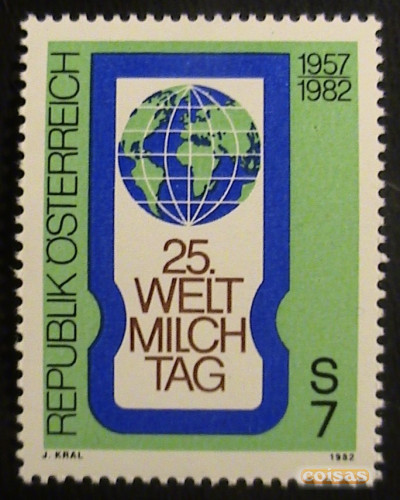 REPUBLIK ÖSTERREICH
1957
1982
25.
WELT
MILCH
TAG
S
7
J. KRAL
1982
coisas